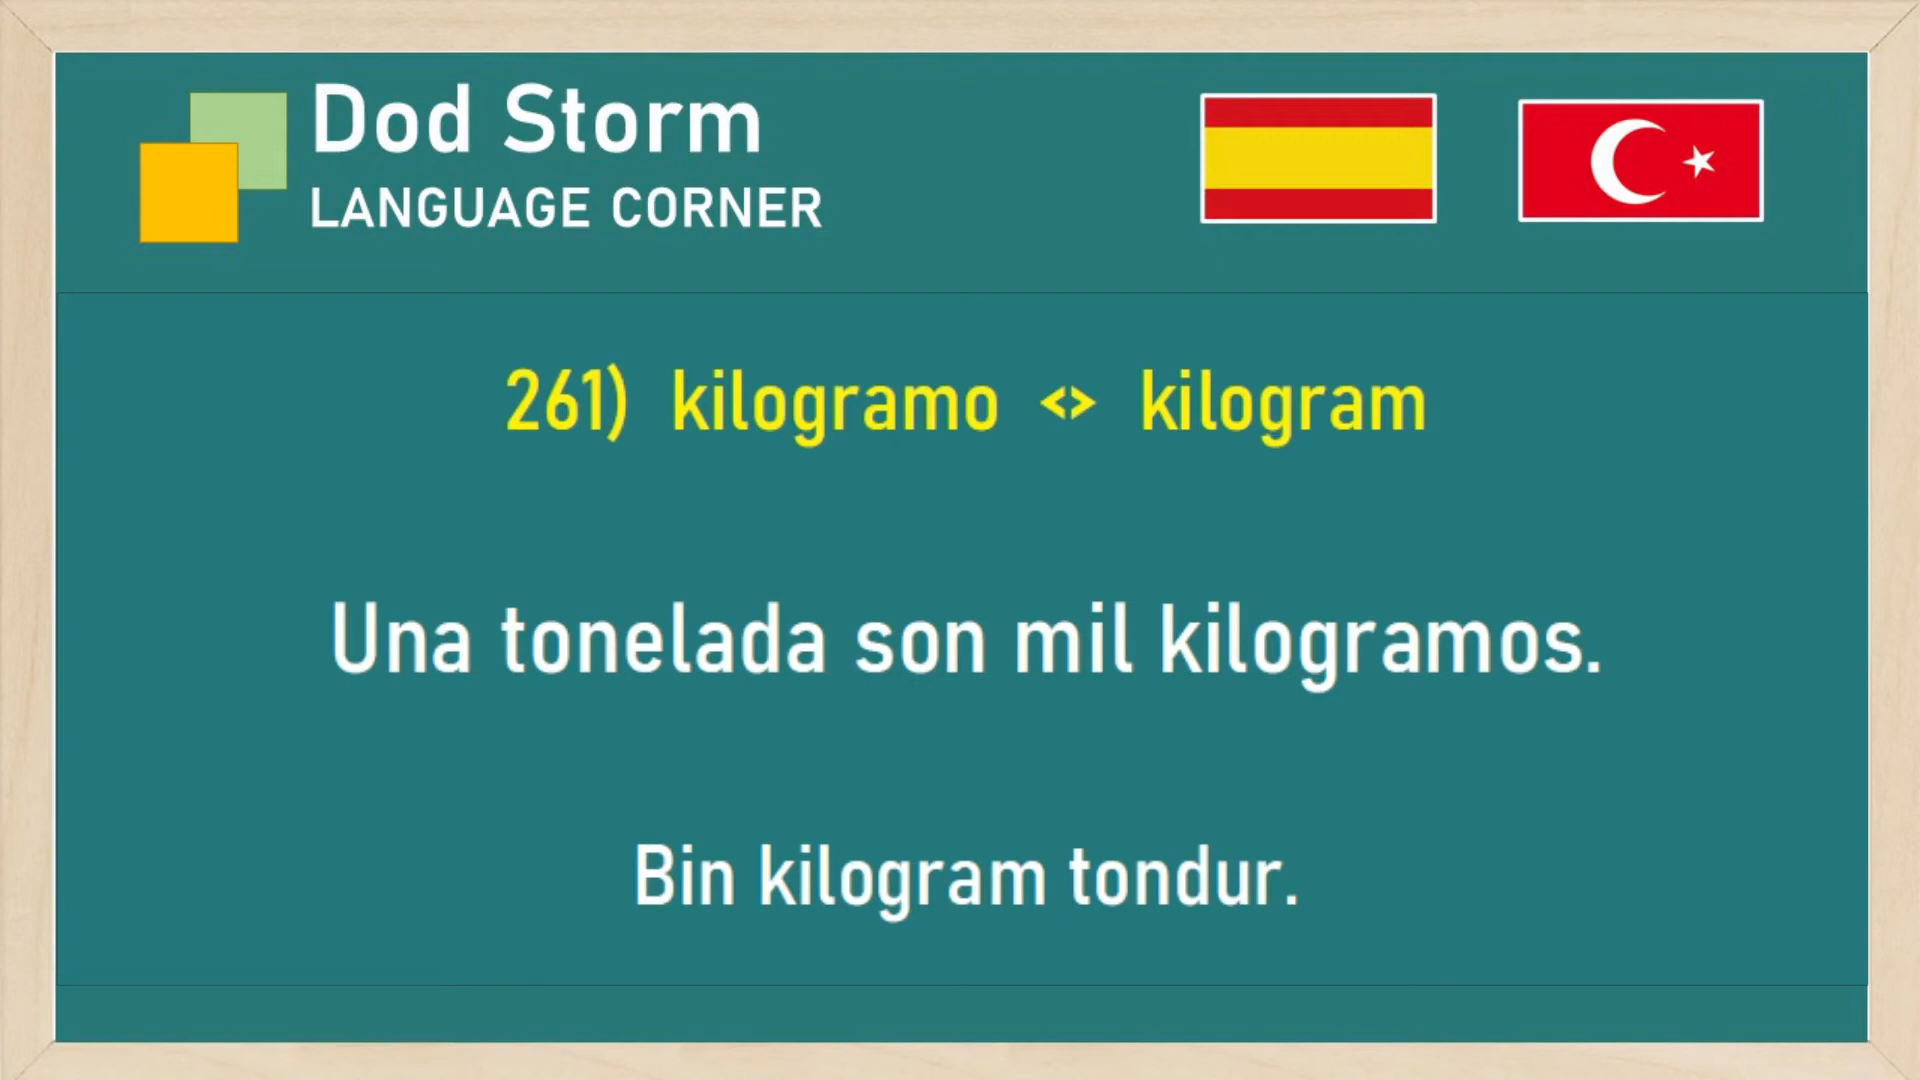 Dod Storm
LANGUAGE CORNER
261) kilogramo <> kilogram
Una tonelada son mil kilogramos.
Bin kilogram tondur.